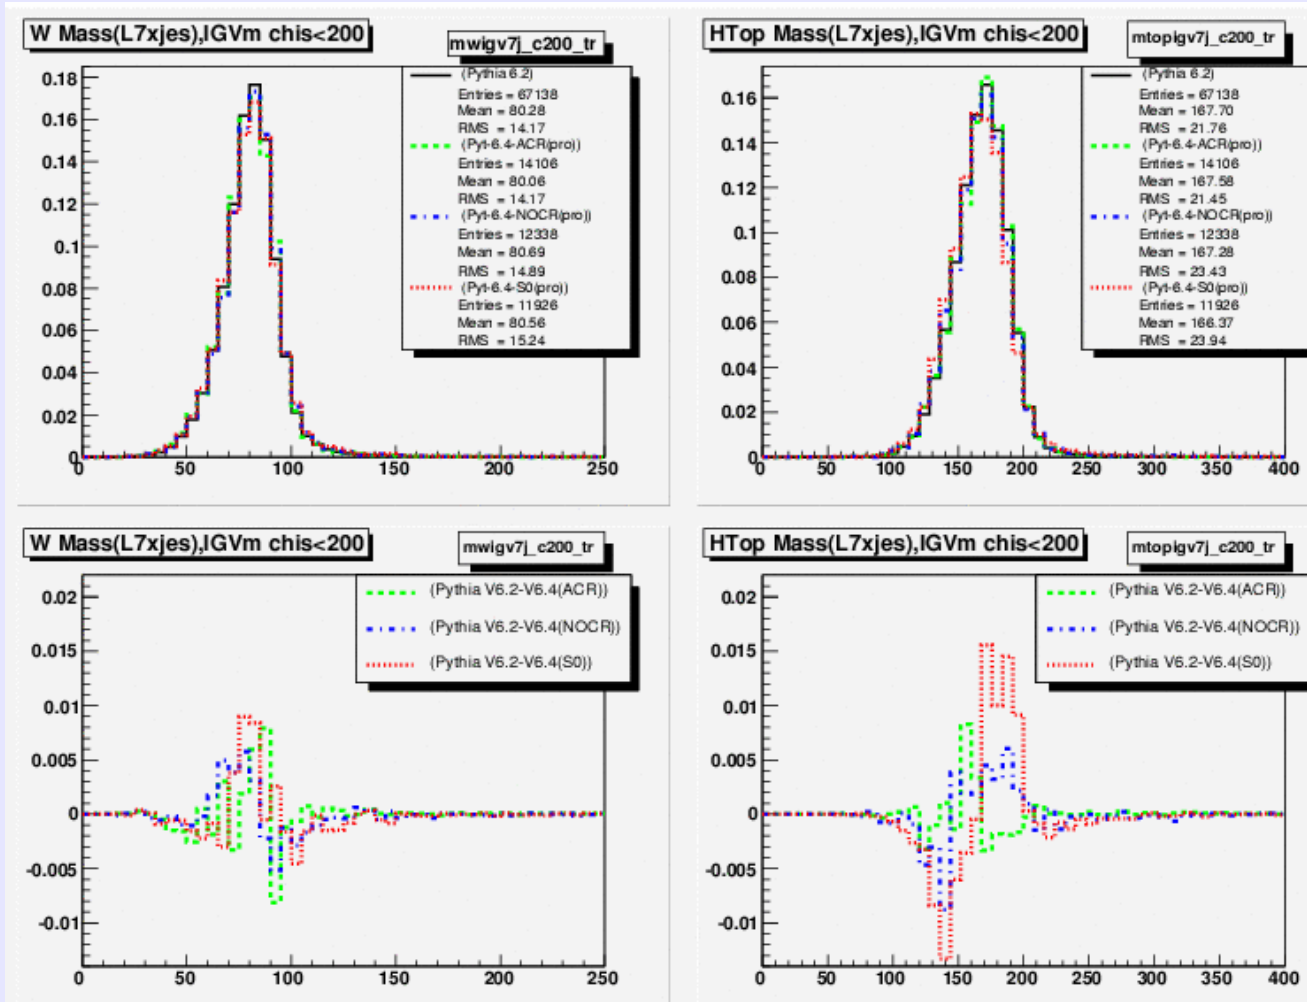 W Mass(L7xjes),IGVm chis<200
mwigv7j_c200_tr
(Pythia 6.2)
Entries = 67138
Mean = 80.28
RMS = 14.17
(Pyt-6.4-ACR(pro))
Entries = 14106
Mean = 80.06
RMS = 14.17
(Pyt-6.4-NOCR(pro))
Entries = 12338
Mean = 80.69
RMS = 14.89
(Pyt-6.4-S0(pro))
Entries = 11926
Mean = 80.56
RMS = 15.24
0.18
0.16
0.14
0.12
0.1
0.08
0.06
0.04
0.02
0
0 50 100 150 200 250
HTop Mass(L7xjes),IGVm chis<200
mtopigv7j_c200_tr
(Pythia 6.2)
Entries = 67138
Mean = 167.70
RMS = 21.76
(Pyt-6.4-ACR(pro))
Entries = 14106
Mean = 167.58
RMS = 21.45
(Pyt-6.4-NOCR(pro))
Entries = 12338
Mean = 167.28
RMS = 23.43
(Pyt-6.4-S0(pro))
Entries = 11926
Mean = 166.37
RMS = 23.94
0.16
0.14
0.12
0.1
0.08
0.06
0.04
0.02
0
0 50 100 150 200 250 300 350 400
W Mass(L7xjes),IGVm chis<200
mwigv7j_c200_tr
(Pythia V6.2-V6.4(ACR))
(Pythia V6.2-V6.4(NOCR))
(Pythia V6.2-V6.4(S0))
0.02
0.015
0.01
0.005
0
-0.005
-0.01
0 50 100 150 200 250
HTop Mass(L7xjes),IGVm chis<200
mtopigv7j_c200_tr
(Pythia V6.2-V6.4(ACR))
(Pythia V6.2-V6.4(NOCR))
(Pythia V6.2-V6.4(S0))
0.02
0.015
0.01
0.005
0
-0.005
-0.01
0 50 100 150 200 250 300 350 400